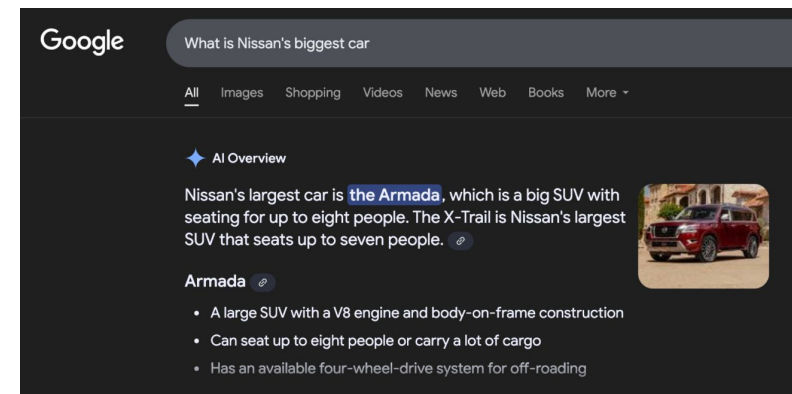 Google
What is Nissan's biggest car
All Images Shopping Videos News Web Books More
AI Overview
Nissan's largest car is the Armada, which is a big SUV with
seating for up to eight people. The X-Trail is Nissan's largest
SUV that seats up to seven people.
Armada
• A large SUV with a V8 engine and body-on-frame construction
• Can seat up to eight people or carry a lot of cargo
• Has an available four-wheel-drive system for off-roading